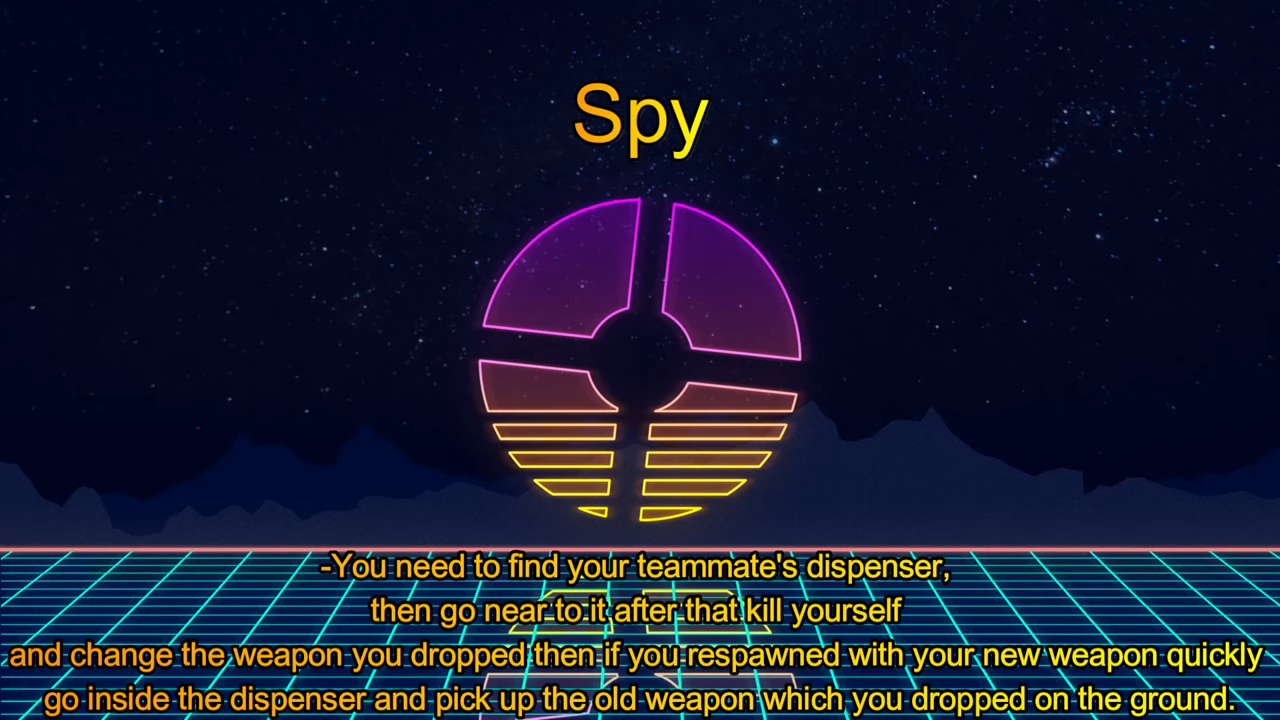 Spy
-You need to find your teammate's dispenser,
then go near to it after that kill yourself
and change the weapon you dropped then if you respawned with your new weapon quickly
go inside the dispenser and pick up the old weapon which you dropped on the ground.